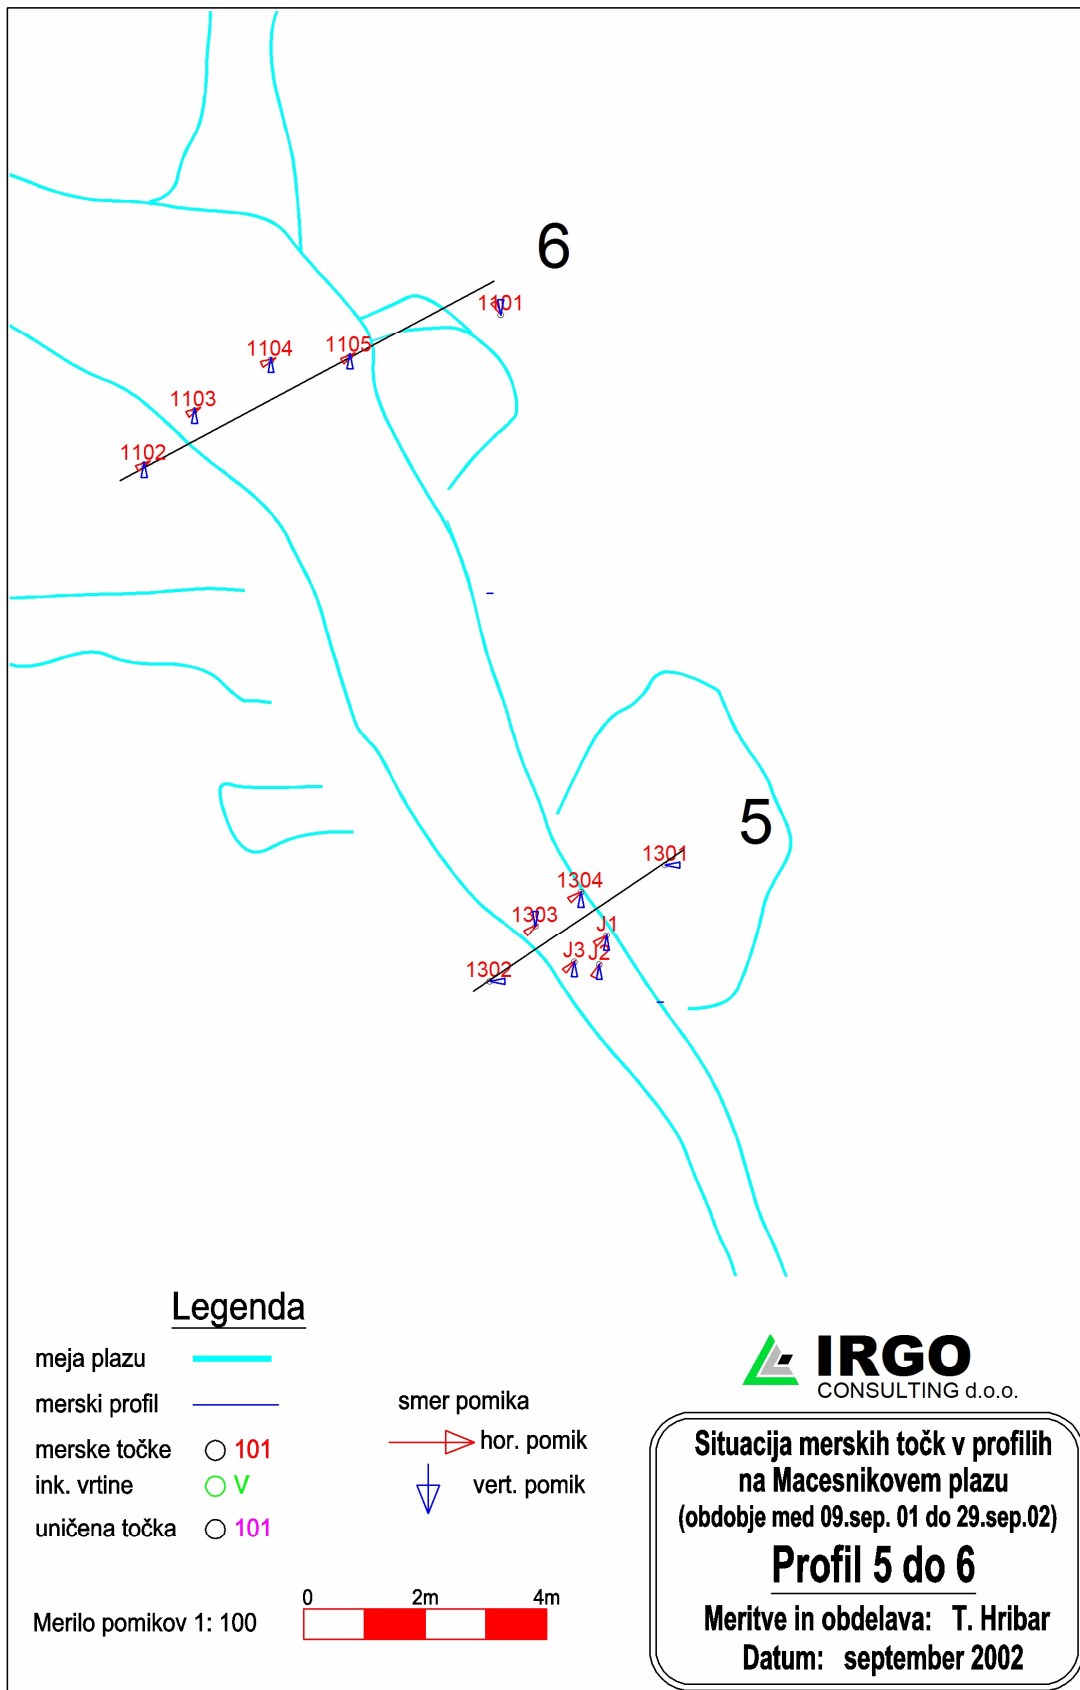 6
1101
1105
1104
1103
1102
5
1301
1304
1303
J1
J3
J2
1302
Legenda
meja plazu
merski profil
merske točke 101
ink. vrtine V
uničena točka 101
smer pomika
hor. pomik
vert. pomik
Merilo pomikov 1: 100
0 2m 4m
IRGO
CONSULTING d.o.o.
Situacija merskih točk v profilih
na Macesnikovem plazu
(obdobje med 09.sep. 01 do 29.sep.02)
Profil 5 do 6
Meritve in obdelava: T. Hribar
Datum: september 2002